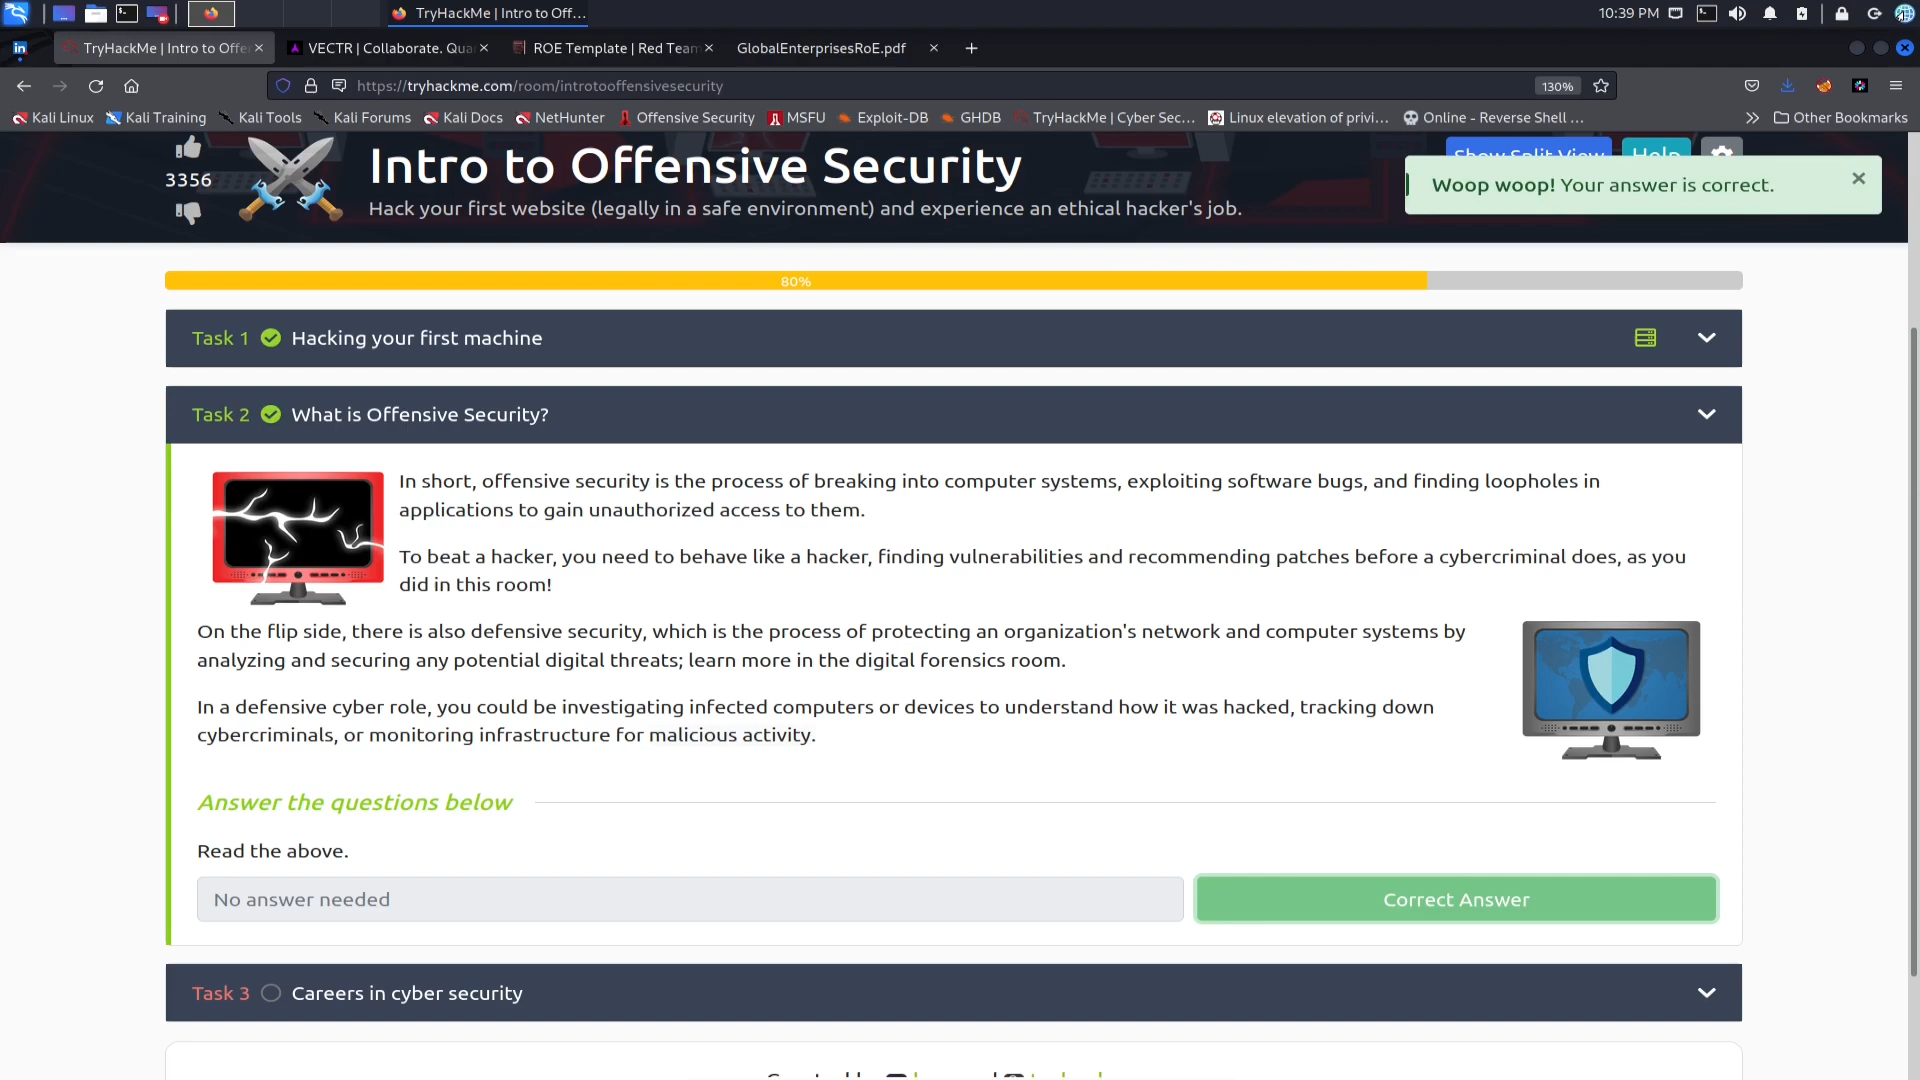 TryHackMe | Intro to Off...
10:39 PM
TryHackMe | Intro to Offe
VECTR | Collaborate. Qua
ROE Template | Red Team
GlobalEnterprisesRoE.pdf
https://tryhackme.com/room/introtooffensivesecurity
130%
Kali Linux
Kali Training
Kali Tools
Kali Forums
Kali Docs
NetHunter
Offensive Security
MSFU
Exploit-DB
GHDB
TryHackMe | Cyber Sec...
Linux elevation of privi...
Online - Reverse Shell ...
Other Bookmarks
3356
Intro to Offensive Security
Hack your first website (legally in a safe environment) and experience an ethical hacker's job.
Show Split View
Help
Woop woop! Your answer is correct.
80%
Task 1 Hacking your first machine
Task 2 What is Offensive Security?
In short, offensive security is the process of breaking into computer systems, exploiting software bugs, and finding loopholes in
applications to gain unauthorized access to them.
To beat a hacker, you need to behave like a hacker, finding vulnerabilities and recommending patches before a cybercriminal does, as you
did in this room!
On the flip side, there is also defensive security, which is the process of protecting an organization's network and computer systems by
analyzing and securing any potential digital threats; learn more in the digital forensics room.
In a defensive cyber role, you could be investigating infected computers or devices to understand how it was hacked, tracking down
cybercriminals, or monitoring infrastructure for malicious activity.
Answer the questions below
Read the above.
No answer needed
Correct Answer
Task 3 Careers in cyber security